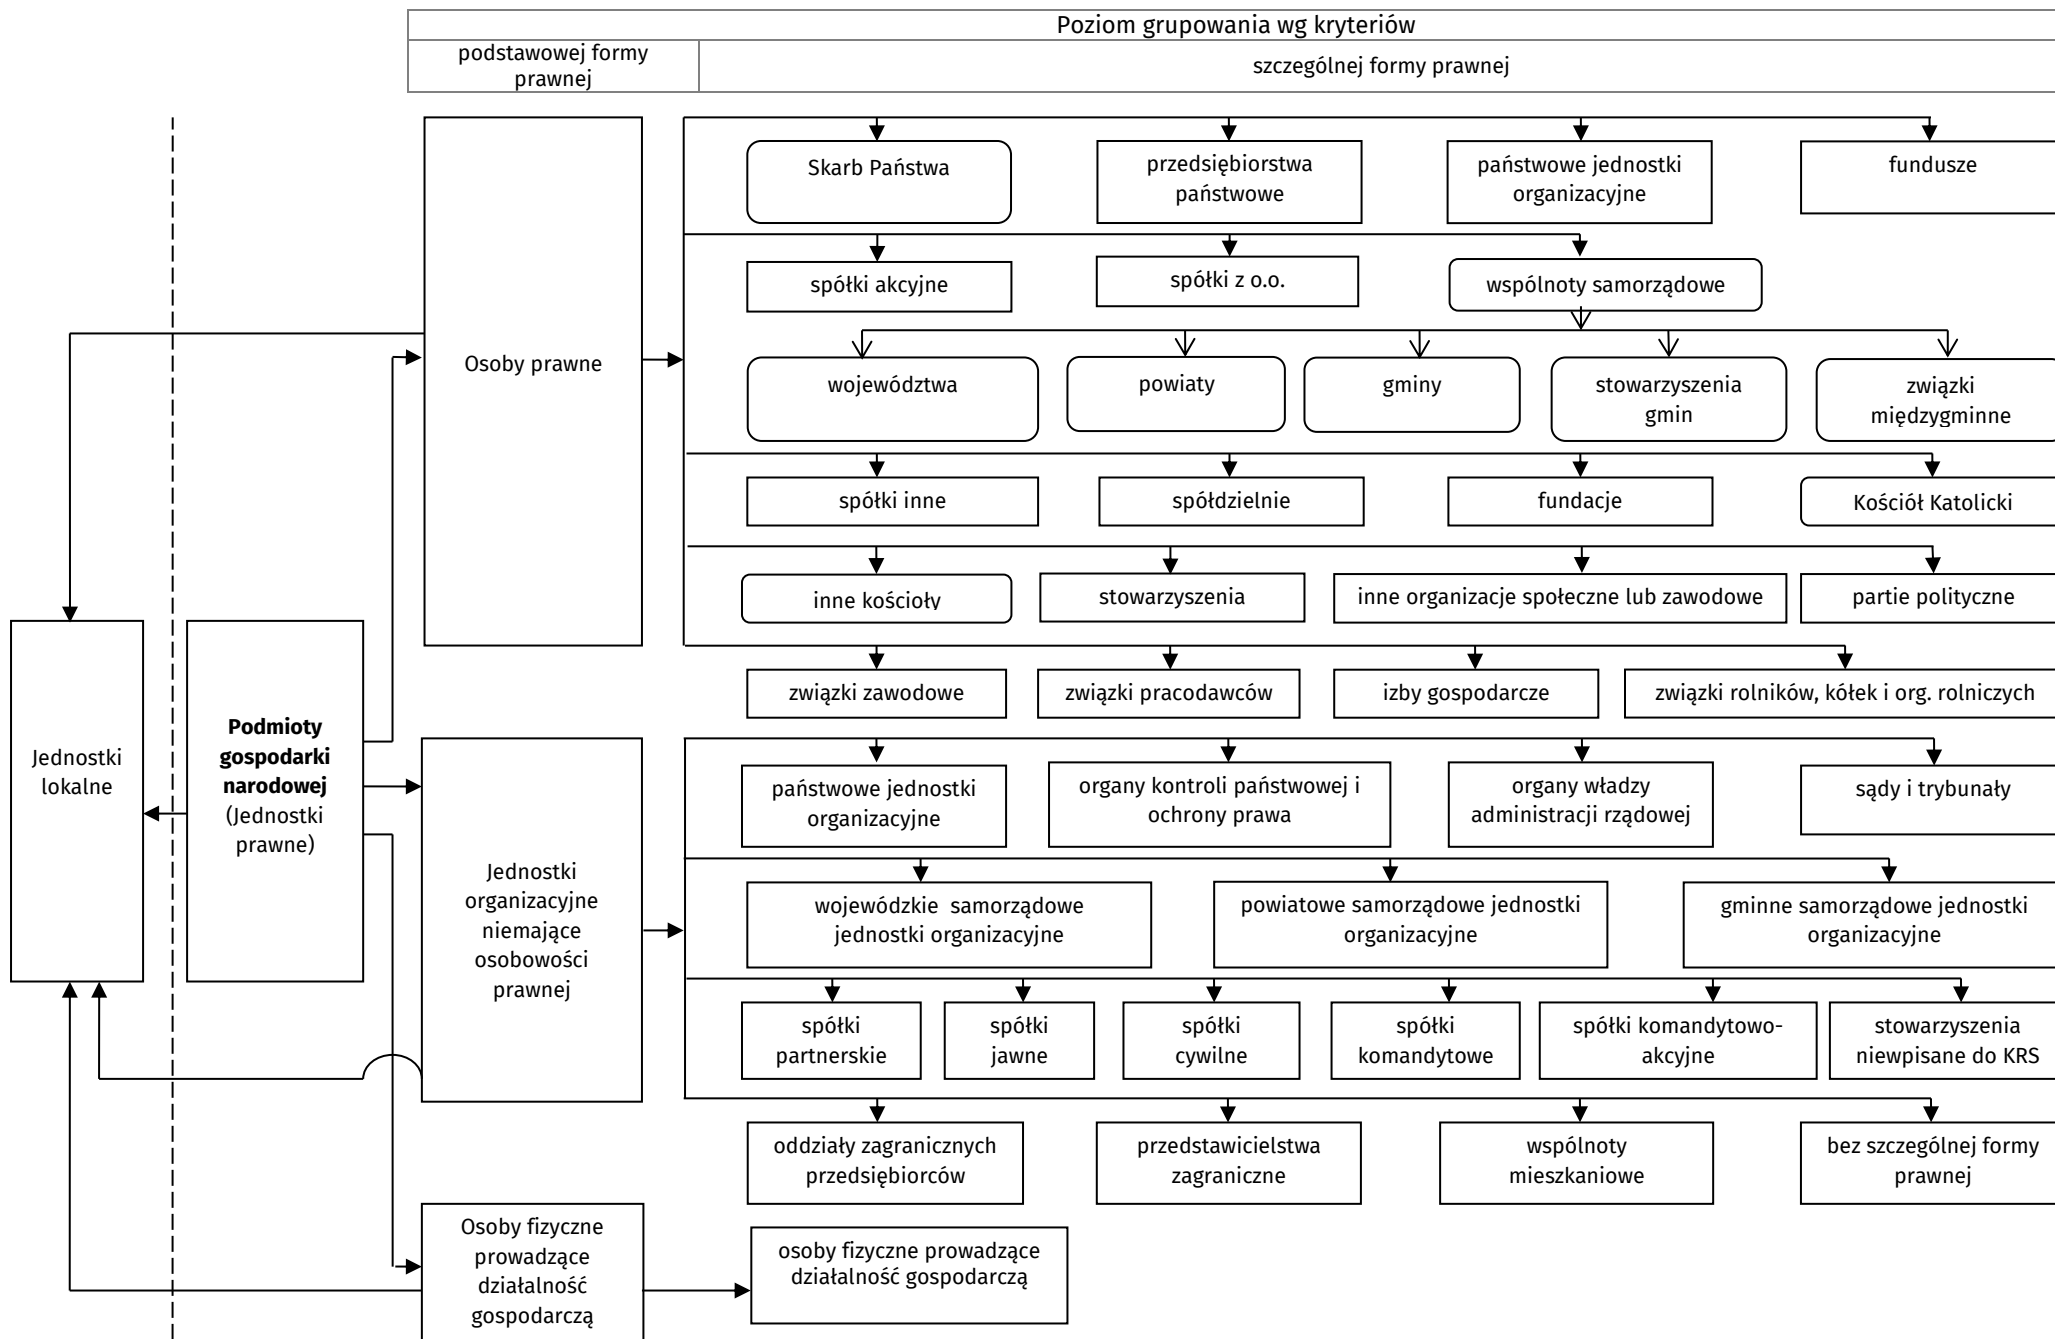 Poziom grupowania wg kryteriów
podstawowej formy
prawnej
szczególnej formy prawnej
Skarb Państwa
przedsiębiorstwa
państwowe
państwowe jednostki
organizacyjne
fundusze
spółki akcyjne
spółki z o.o.
wspólnoty samorządowe
Osoby prawne
województwa
powiaty
gminy
stowarzyszenia
gmin
związki
międzygminne
spółki inne
spółdzielnie
fundacje
Kościół Katolicki
inne kościoły
stowarzyszenia
inne organizacje społeczne lub zawodowe
partie polityczne
związki zawodowe
związki pracodawców
izby gospodarcze
związki rolników, kółek i org. rolniczych
Jednostki
lokalne
Podmioty
gospodarki
narodowej
(Jednostki
prawne)
Jednostki
organizacyjne
niemające
osobowości
prawnej
państwowe jednostki
organizacyjne
organy kontroli państwowej i
ochrony prawa
organy władzy
administracji rządowej
sądy i trybunały
wojewódzkie samorządowe
jednostki organizacyjne
powiatowe samorządowe jednostki
organizacyjne
gminne samorządowe jednostki
organizacyjne
spółki
partnerskie
spółki
jawne
spółki
cywilne
spółki
komandytowe
spółki komandytowo-
akcyjne
stowarzyszenia
niewpisane do KRS
oddziały zagranicznych
przedsiębiorców
przedstawicielstwa
zagraniczne
wspólnoty
mieszkaniowe
bez szczególnej formy
prawnej
Osoby fizyczne
prowadzące
działalność
gospodarczą
osoby fizyczne prowadzące
działalność gospodarczą